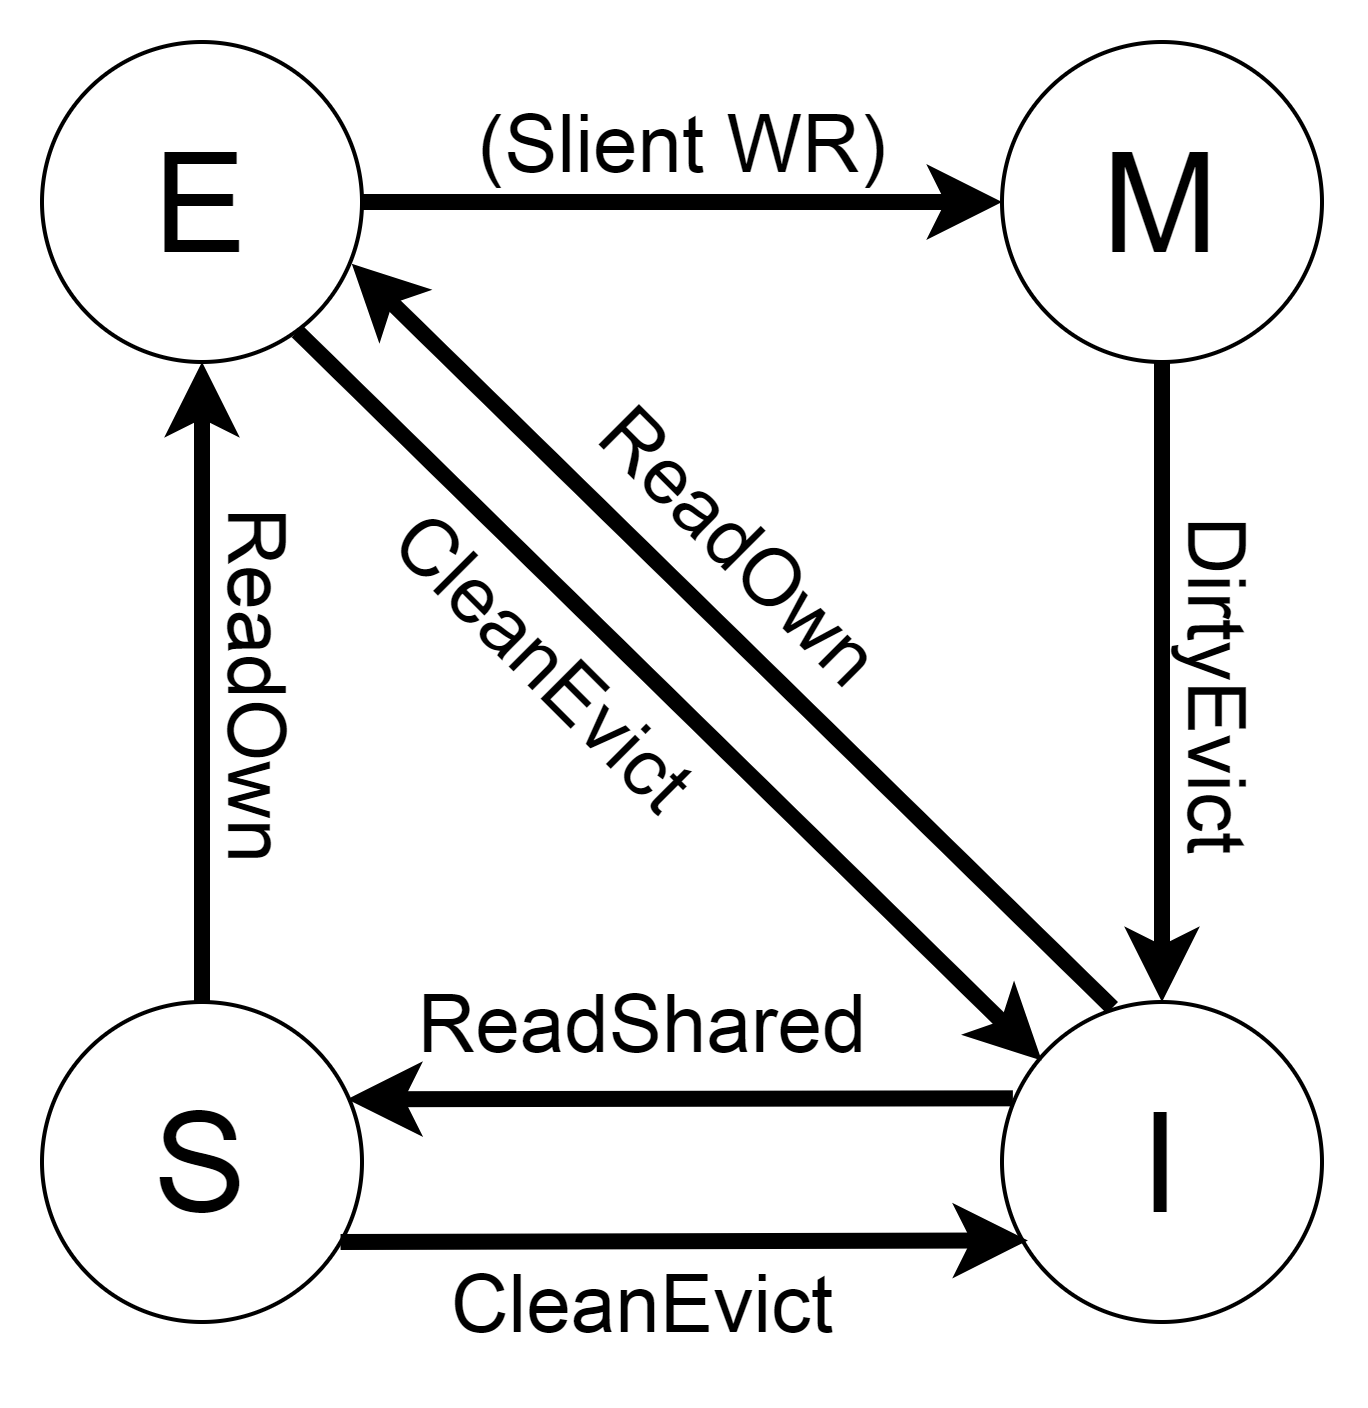 E
(Slient WR)
M
ReadOwn
CleanEvict
ReadOwn
DirtyEvict
ReadShared
S
I
CleanEvict